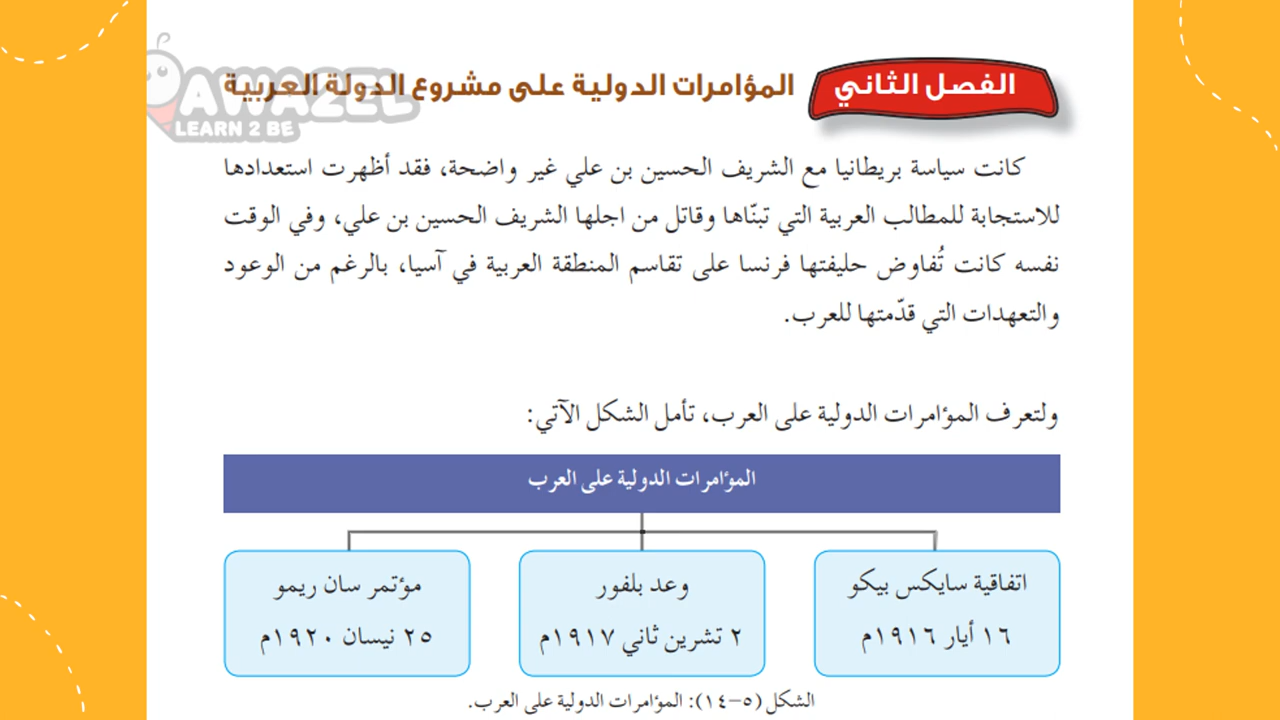 الفصل الثاني
المؤامرات الدولية على مشروع الدولة العربية
AWAZEL
LEARN 2 BE
كانت سياسة بريطانيا مع الشريف الحسين بن علي غير واضحة، فقد أظهرت استعدادها
للاستجابة للمطالب العربية التي تبنّاها وقاتل من اجلها الشريف الحسين بن علي، وفي الوقت
نفسه كانت تُفاوض حليفتها فرنسا على تقاسم المنطقة العربية في آسيا، بالرغم من الوعود
والتعهدات التي قدّمتها للعرب.
ولتعرف المؤامرات الدولية على العرب، تأمل الشكل الآتي:
المؤامرات الدولية على العرب
اتفاقية سايكس بيكو
١٦ أيار ١٩١٦م
وعد بلفور
٢ تشرين ثاني ١٩١٧م
مؤتمر سان ريمو
٢٥ نيسان ١٩٢٠م
الشكل (٥-١٤): المؤامرات الدولية على العرب.